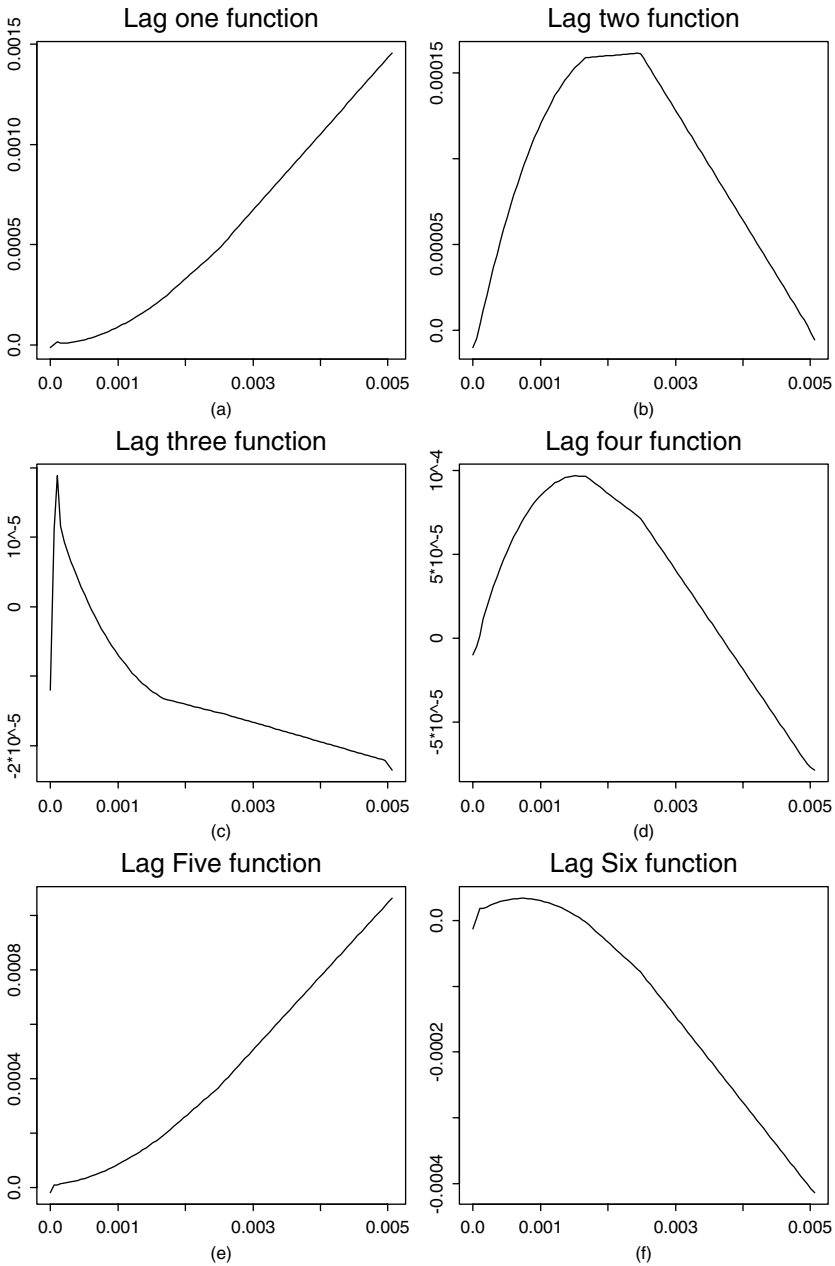 Lag one function
0.0015
0.0010
0.0005
0.0
0.0 0.001 0.003 0.005
(a)
Lag two function
0.00015
0.00005
0.0
0.0 0.001 0.003 0.005
(b)
Lag three function
10^-5
0
-2*10^-5
0.0 0.001 0.003 0.005
(c)
Lag four function
10^-4
5*10^-5
0
-5*10^-5
0.0 0.001 0.003 0.005
(d)
Lag Five function
0.0008
0.0004
0.0
0.0 0.001 0.003 0.005
(e)
Lag Six function
0.0
-0.0002
-0.0004
0.0 0.001 0.003 0.005
(f)